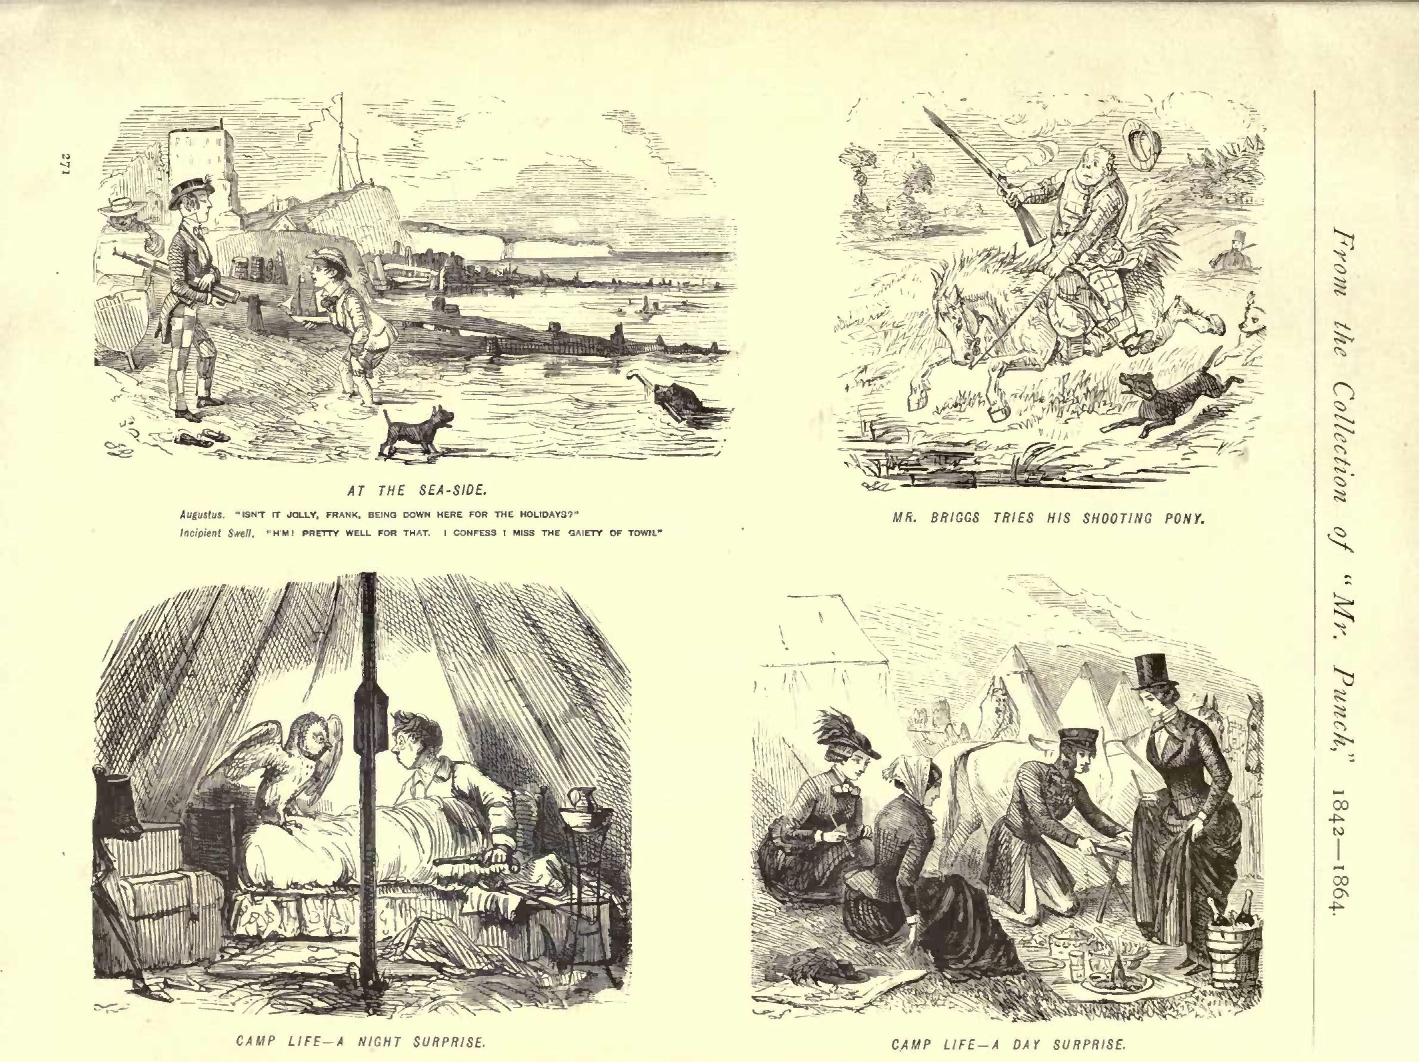 271
From the Collection of "Mr. Punch," 1842—1864.
AT THE SEA-SIDE.
Augustus. "ISN'T IT JOLLY, FRANK, BEING DOWN HERE FOR THE HOLIDAYS?"
Incipient Swell. "H'M! PRETTY WELL FOR THAT. I CONFESS I MISS THE GAIETY OF TOWN."
MR. BRIGGS TRIES HIS SHOOTING PONY.
CAMP LIFE—A NIGHT SURPRISE.
CAMP LIFE—A DAY SURPRISE.